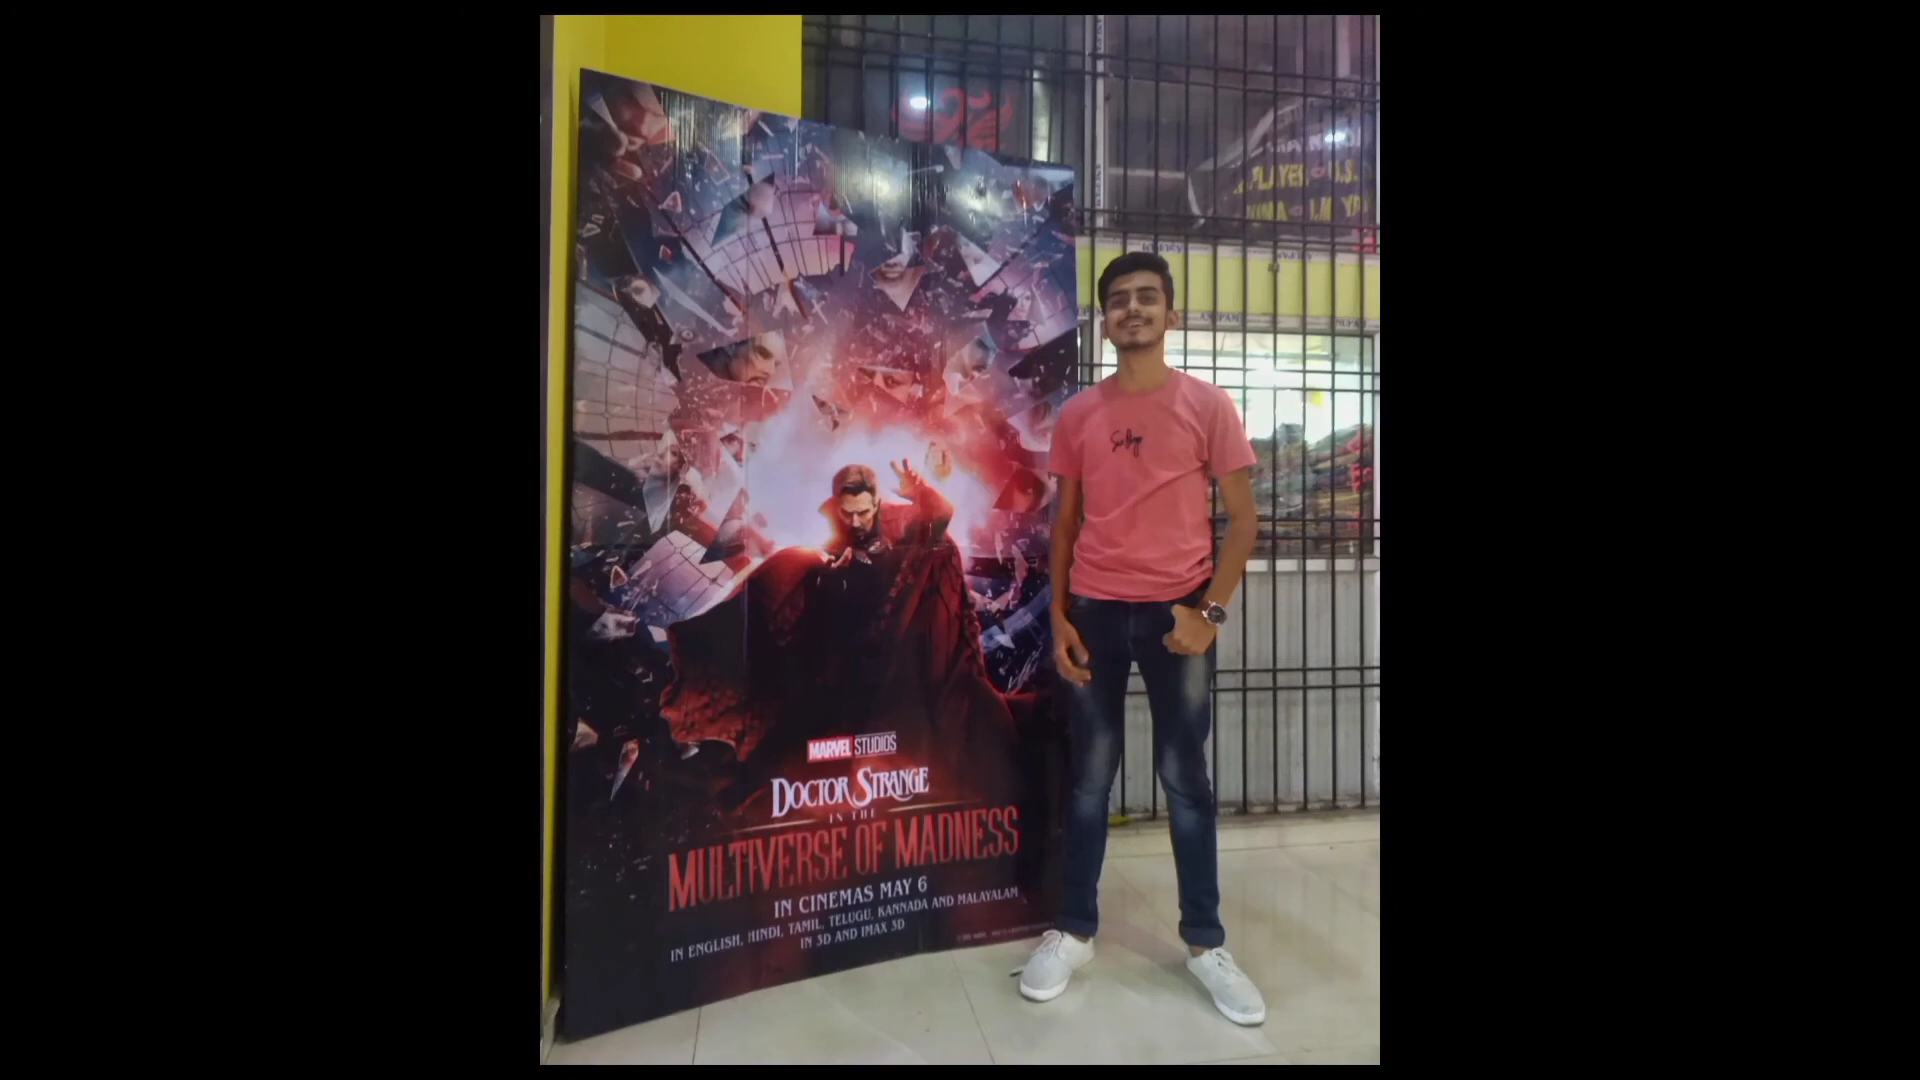 MARVEL STUDIOS
DOCTOR STRANGE
IN THE
MULTIVERSE OF MADNESS
IN CINEMAS MAY 6
IN ENGLISH, HINDI, TAMIL, TELUGU, KANNADA AND MALAYALAM
IN 3D AND IMAX 3D
PLAYER